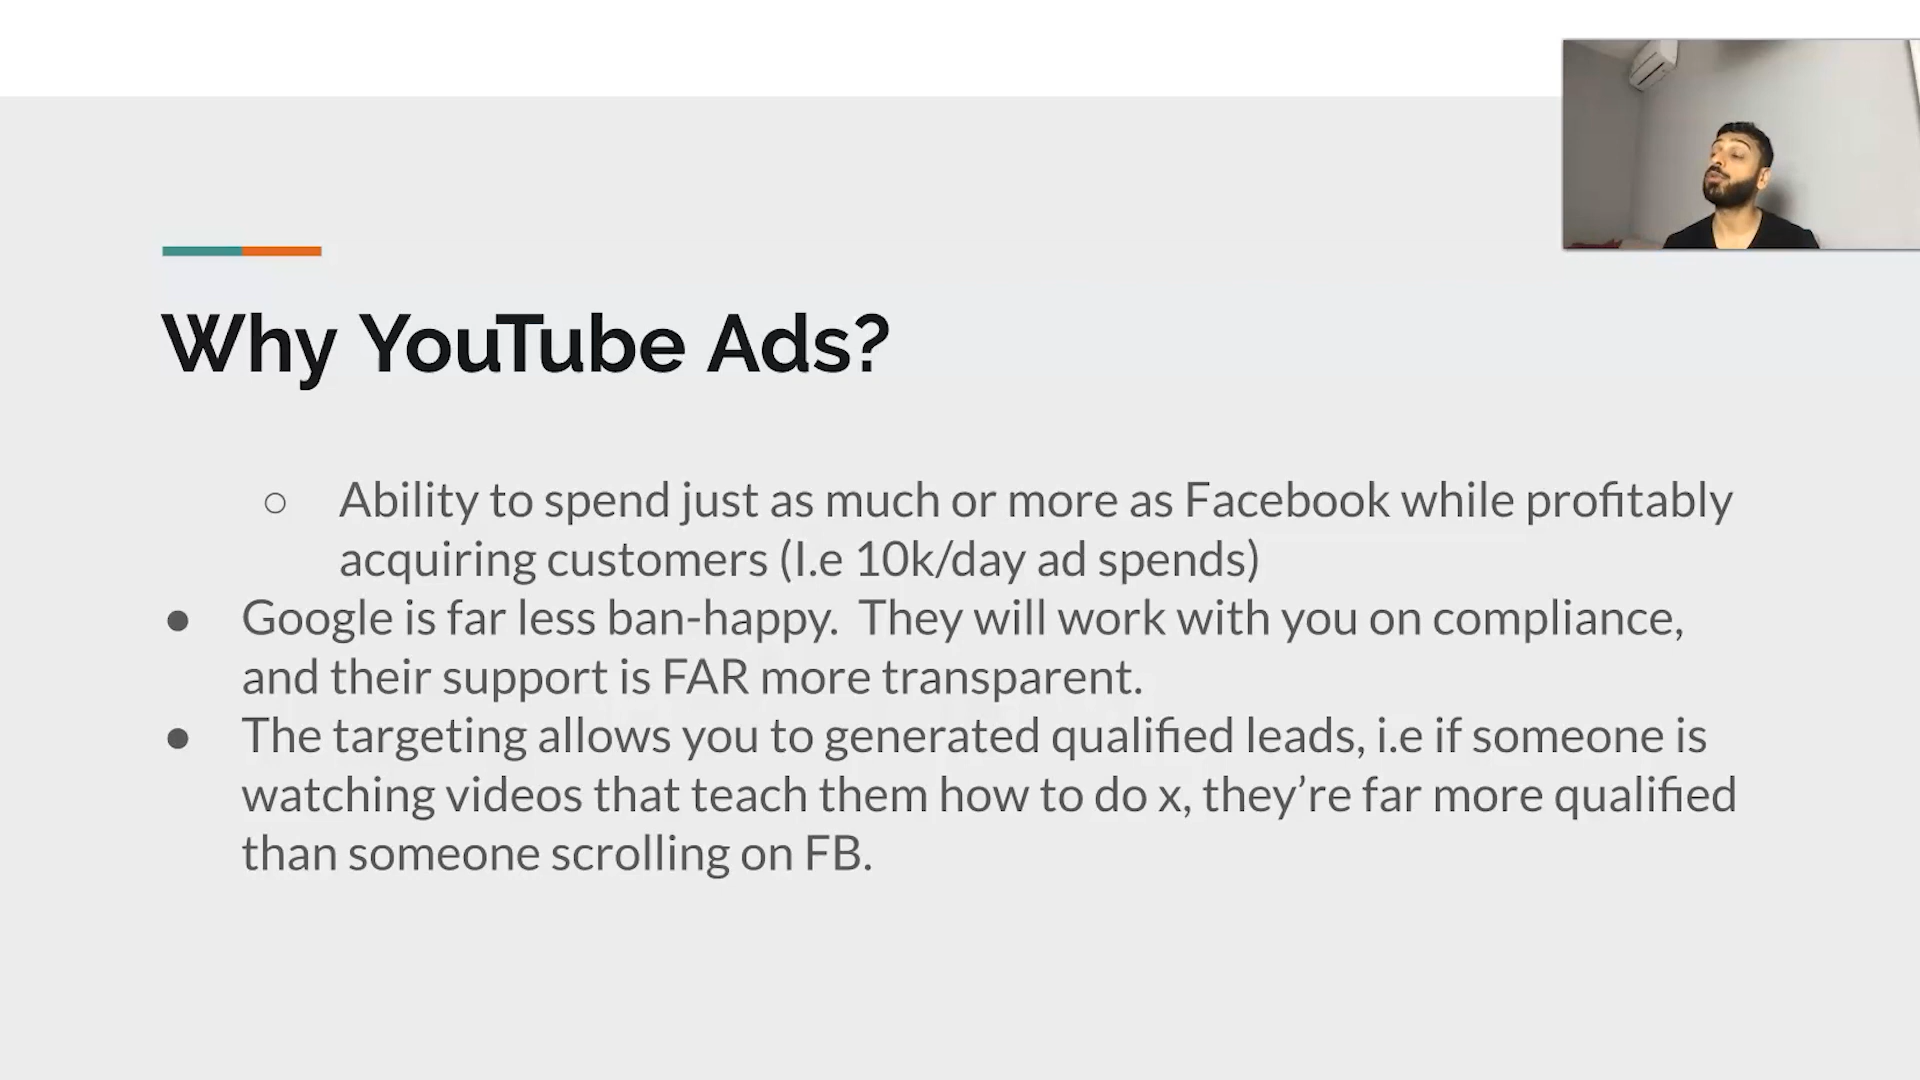 Why YouTube Ads?
○ Ability to spend just as much or more as Facebook while profitably
acquiring customers (I.e 10k/day ad spends)
● Google is far less ban-happy.  They will work with you on compliance,
and their support is FAR more transparent.
● The targeting allows you to generated qualified leads, i.e if someone is
watching videos that teach them how to do x, they’re far more qualified
than someone scrolling on FB.